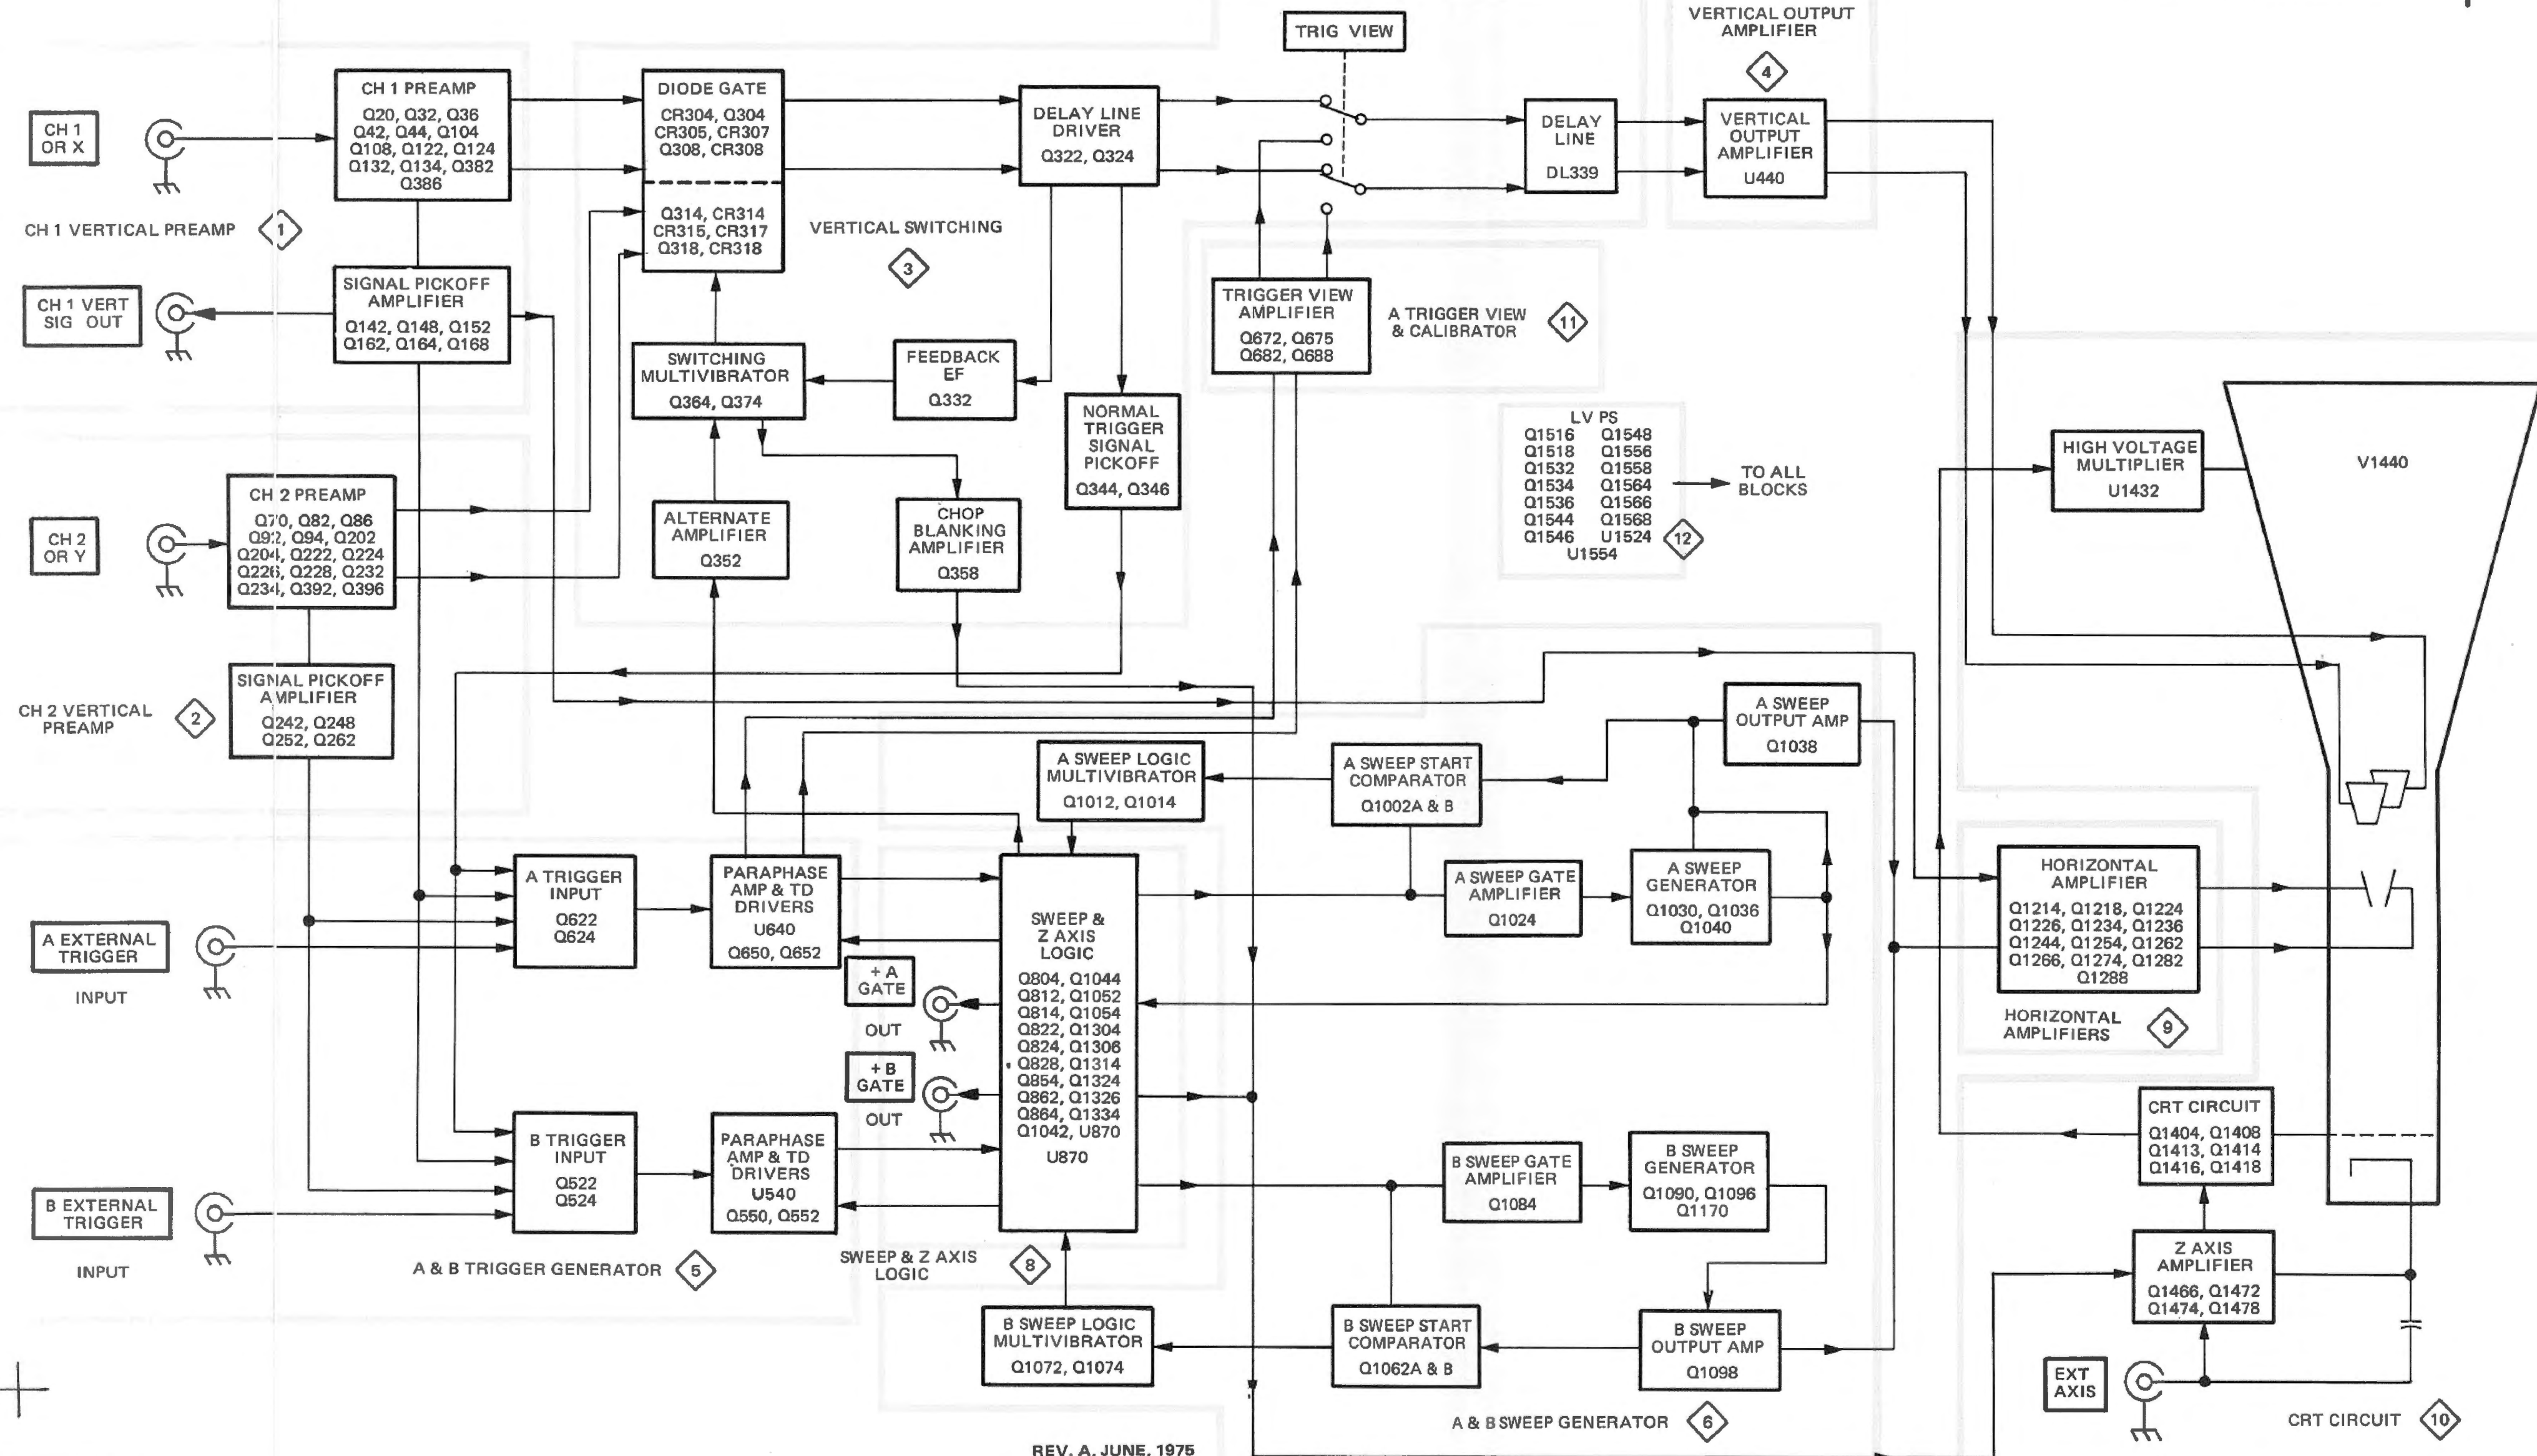 TRIG VIEW
VERTICAL OUTPUT
AMPLIFIER
4
CH 1
OR X
CH 1 PREAMP
Q20, Q32, Q36
Q42, Q44, Q104
Q108, Q122, Q124
Q132, Q134, Q382
Q386
DIODE GATE
CR304, Q304
CR305, CR307
Q308, CR308
Q314, CR314
CR315, CR317
Q318, CR318
DELAY LINE
DRIVER
Q322, Q324
DELAY
LINE
DL339
VERTICAL
OUTPUT
AMPLIFIER
U440
CH 1 VERTICAL PREAMP
1
VERTICAL SWITCHING
3
CH 1 VERT
SIG OUT
SIGNAL PICKOFF
AMPLIFIER
Q142, Q148, Q152
Q162, Q164, Q168
SWITCHING
MULTIVIBRATOR
Q364, Q374
FEEDBACK
EF
Q332
NORMAL
TRIGGER
SIGNAL
PICKOFF
Q344, Q346
TRIGGER VIEW
AMPLIFIER
Q672, Q675
Q682, Q688
A TRIGGER VIEW
& CALIBRATOR
11
LV PS
Q1516 Q1548
Q1518 Q1556
Q1532 Q1558
Q1534 Q1564
Q1536 Q1566
Q1544 Q1568
Q1546 U1524
U1554
12
TO ALL
BLOCKS
HIGH VOLTAGE
MULTIPLIER
U1432
V1440
CH 2
OR Y
CH 2 PREAMP
Q70, Q82, Q86
Q92, Q94, Q202
Q204, Q222, Q224
Q226, Q228, Q232
Q234, Q392, Q396
ALTERNATE
AMPLIFIER
Q352
CHOP
BLANKING
AMPLIFIER
Q358
CH 2 VERTICAL
PREAMP
2
SIGNAL PICKOFF
AMPLIFIER
Q242, Q248
Q252, Q262
A SWEEP LOGIC
MULTIVIBRATOR
Q1012, Q1014
A SWEEP START
COMPARATOR
Q1002A & B
A SWEEP
OUTPUT AMP
Q1038
A EXTERNAL
TRIGGER
INPUT
A TRIGGER
INPUT
Q622
Q624
PARAPHASE
AMP & TD
DRIVERS
U640
Q650, Q652
+ A
GATE
OUT
+ B
GATE
OUT
SWEEP &
Z AXIS
LOGIC
Q804, Q1044
Q812, Q1052
Q814, Q1054
Q822, Q1304
Q824, Q1306
Q828, Q1314
Q854, Q1324
Q862, Q1326
Q864, Q1334
Q1042, U870
U870
A SWEEP GATE
AMPLIFIER
Q1024
A SWEEP
GENERATOR
Q1030, Q1036
Q1040
HORIZONTAL
AMPLIFIER
Q1214, Q1218, Q1224
Q1226, Q1234, Q1236
Q1244, Q1254, Q1262
Q1266, Q1274, Q1282
Q1288
HORIZONTAL
AMPLIFIERS
9
B EXTERNAL
TRIGGER
INPUT
B TRIGGER
INPUT
Q522
Q524
PARAPHASE
AMP & TD
DRIVERS
U540
Q550, Q552
B SWEEP GATE
AMPLIFIER
Q1084
B SWEEP
GENERATOR
Q1090, Q1096
Q1170
CRT CIRCUIT
Q1404, Q1408
Q1413, Q1414
Q1416, Q1418
A & B TRIGGER GENERATOR
5
SWEEP & Z AXIS
LOGIC
8
Z AXIS
AMPLIFIER
Q1466, Q1472
Q1474, Q1478
B SWEEP LOGIC
MULTIVIBRATOR
Q1072, Q1074
B SWEEP START
COMPARATOR
Q1062A & B
B SWEEP
OUTPUT AMP
Q1098
EXT
AXIS
A & B SWEEP GENERATOR
6
CRT CIRCUIT
10
REV. A, JUNE, 1975